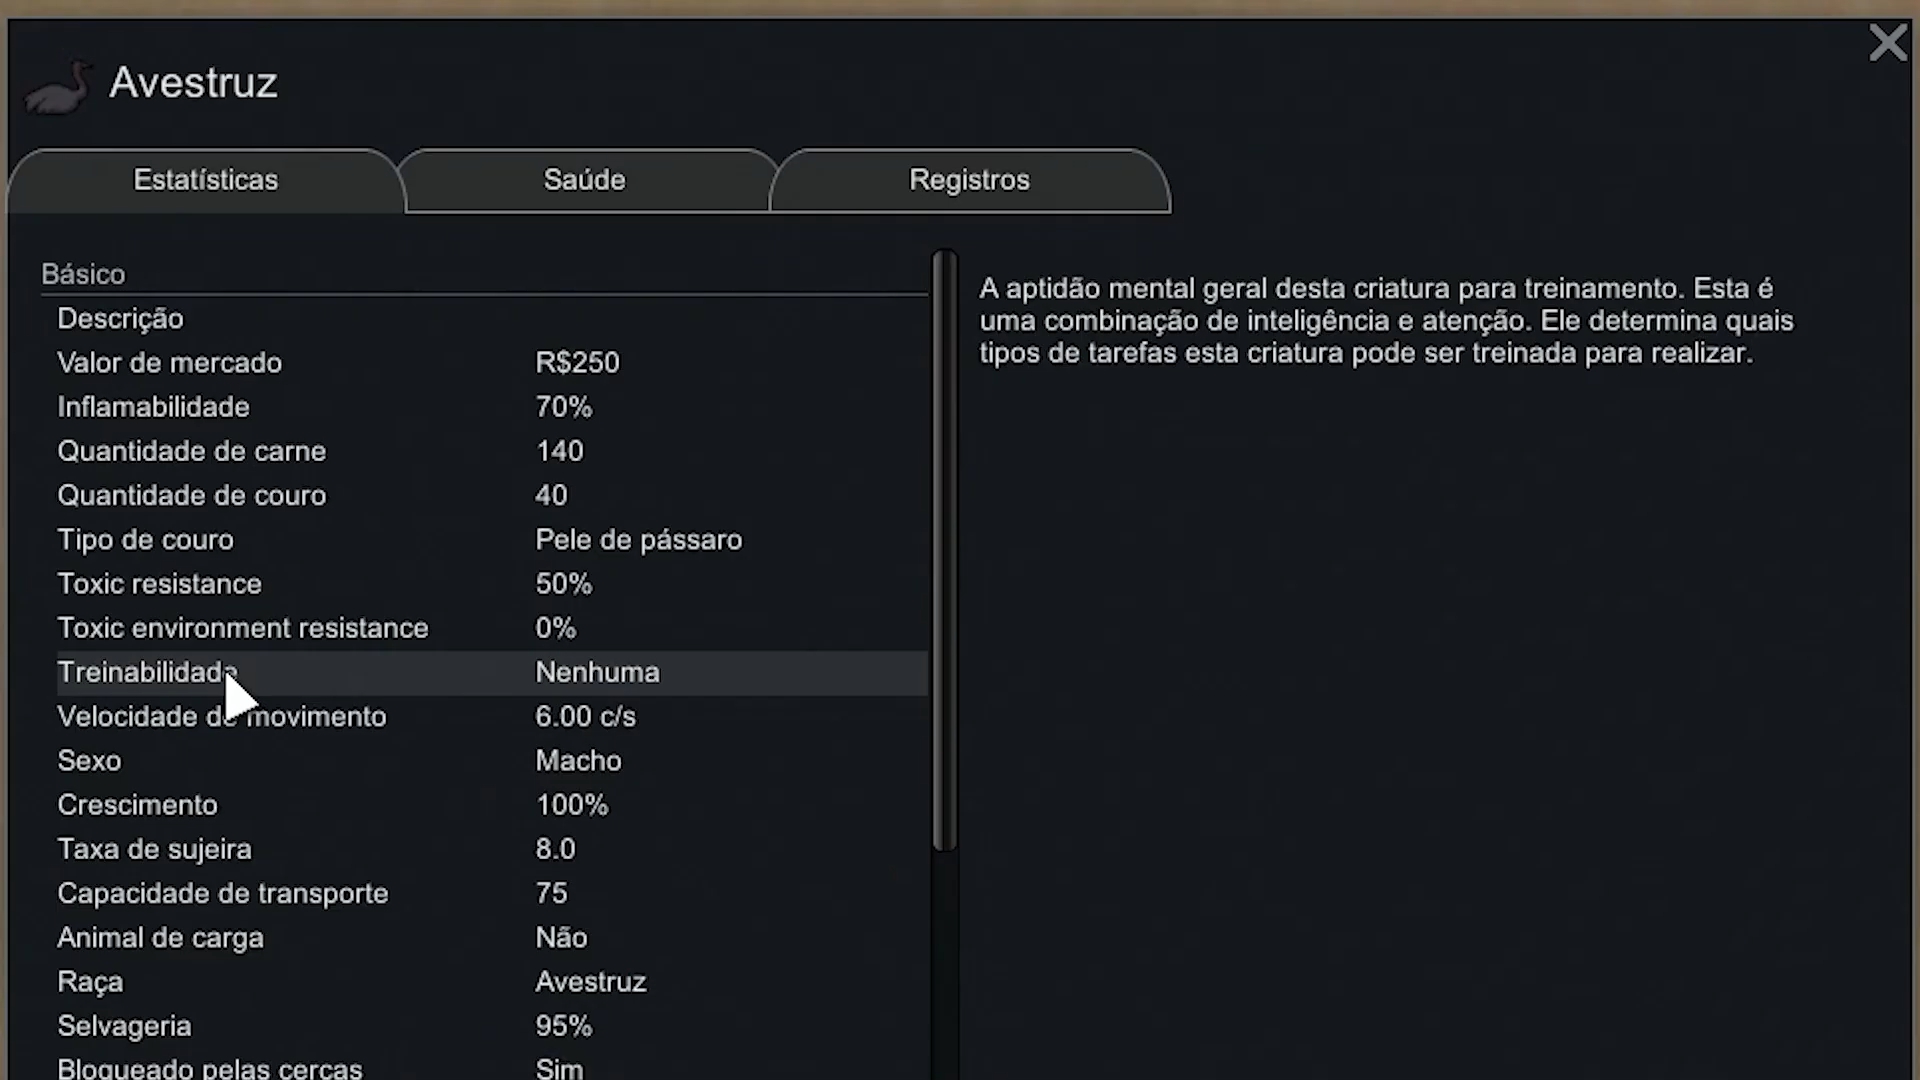 Avestruz
Estatísticas Saúde Registros
Básico
Descrição
Valor de mercado R$250
Inflamabilidade 70%
Quantidade de carne 140
Quantidade de couro 40
Tipo de couro Pele de pássaro
Toxic resistance 50%
Toxic environment resistance 0%
Treinabilidade Nenhuma
Velocidade de movimento 6.00 c/s
Sexo Macho
Crescimento 100%
Taxa de sujeira 8.0
Capacidade de transporte 75
Animal de carga Não
Raça Avestruz
Selvageria 95%
Bloqueado pelas cercas Sim
A aptidão mental geral desta criatura para treinamento. Esta é
uma combinação de inteligência e atenção. Ele determina quais
tipos de tarefas esta criatura pode ser treinada para realizar.